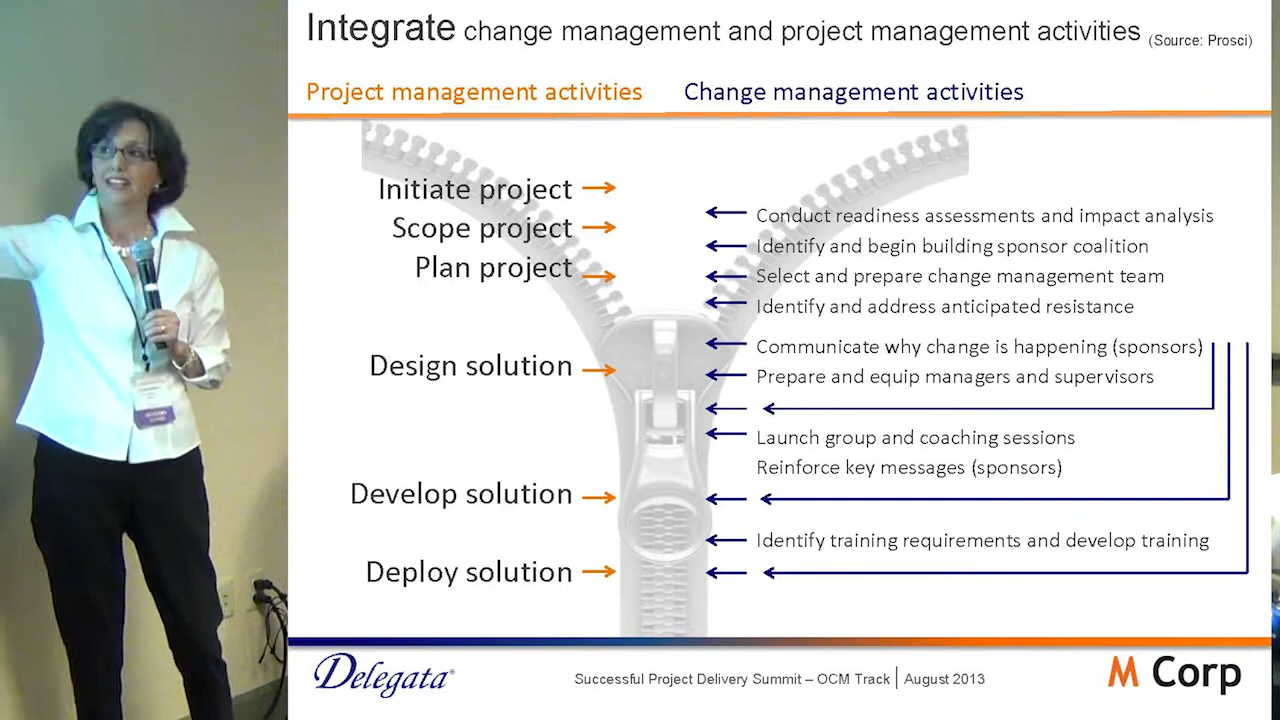 Integrate change management and project management activities (Source: Prosci)
Project management activities
Change management activities
Initiate project
Scope project
Plan project
Design solution
Develop solution
Deploy solution
Conduct readiness assessments and impact analysis
Identify and begin building sponsor coalition
Select and prepare change management team
Identify and address anticipated resistance
Communicate why change is happening (sponsors)
Prepare and equip managers and supervisors
Launch group and coaching sessions
Reinforce key messages (sponsors)
Identify training requirements and develop training
Delegata®
Successful Project Delivery Summit – OCM Track | August 2013
M Corp